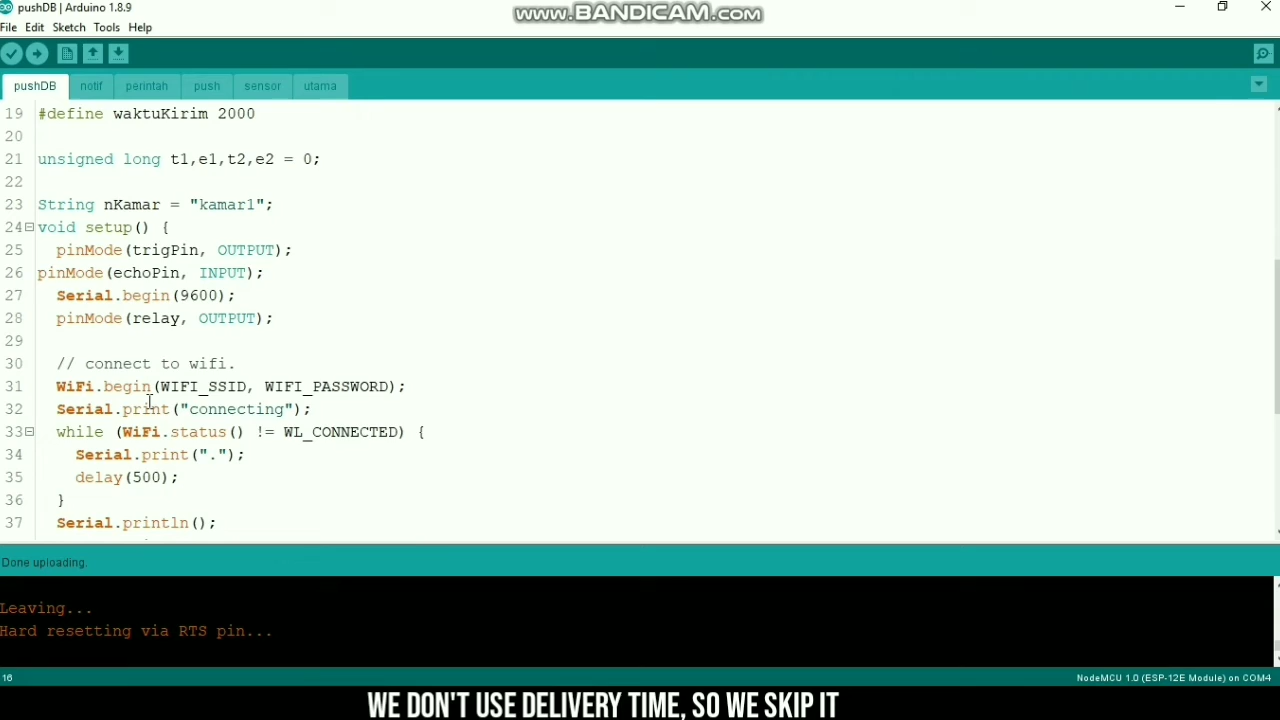 pushDB | Arduino 1.8.9
www.BANDICAM.com
File Edit Sketch Tools Help
pushDB notif perintah push sensor utama
19 #define waktuKirim 2000
20
21 unsigned long t1,e1,t2,e2 = 0;
22
23 String nKamar = "kamar1";
24 void setup() {
25 pinMode(trigPin, OUTPUT);
26 pinMode(echoPin, INPUT);
27 Serial.begin(9600);
28 pinMode(relay, OUTPUT);
29
30 // connect to wifi.
31 WiFi.begin(WIFI_SSID, WIFI_PASSWORD);
32 Serial.print("connecting");
33 while (WiFi.status() != WL_CONNECTED) {
34 Serial.print(".");
35 delay(500);
36 }
37 Serial.println();
Done uploading.
Leaving...
Hard resetting via RTS pin...
16
NodeMCU 1.0 (ESP-12E Module) on COM4
WE DON'T USE DELIVERY TIME, SO WE SKIP IT